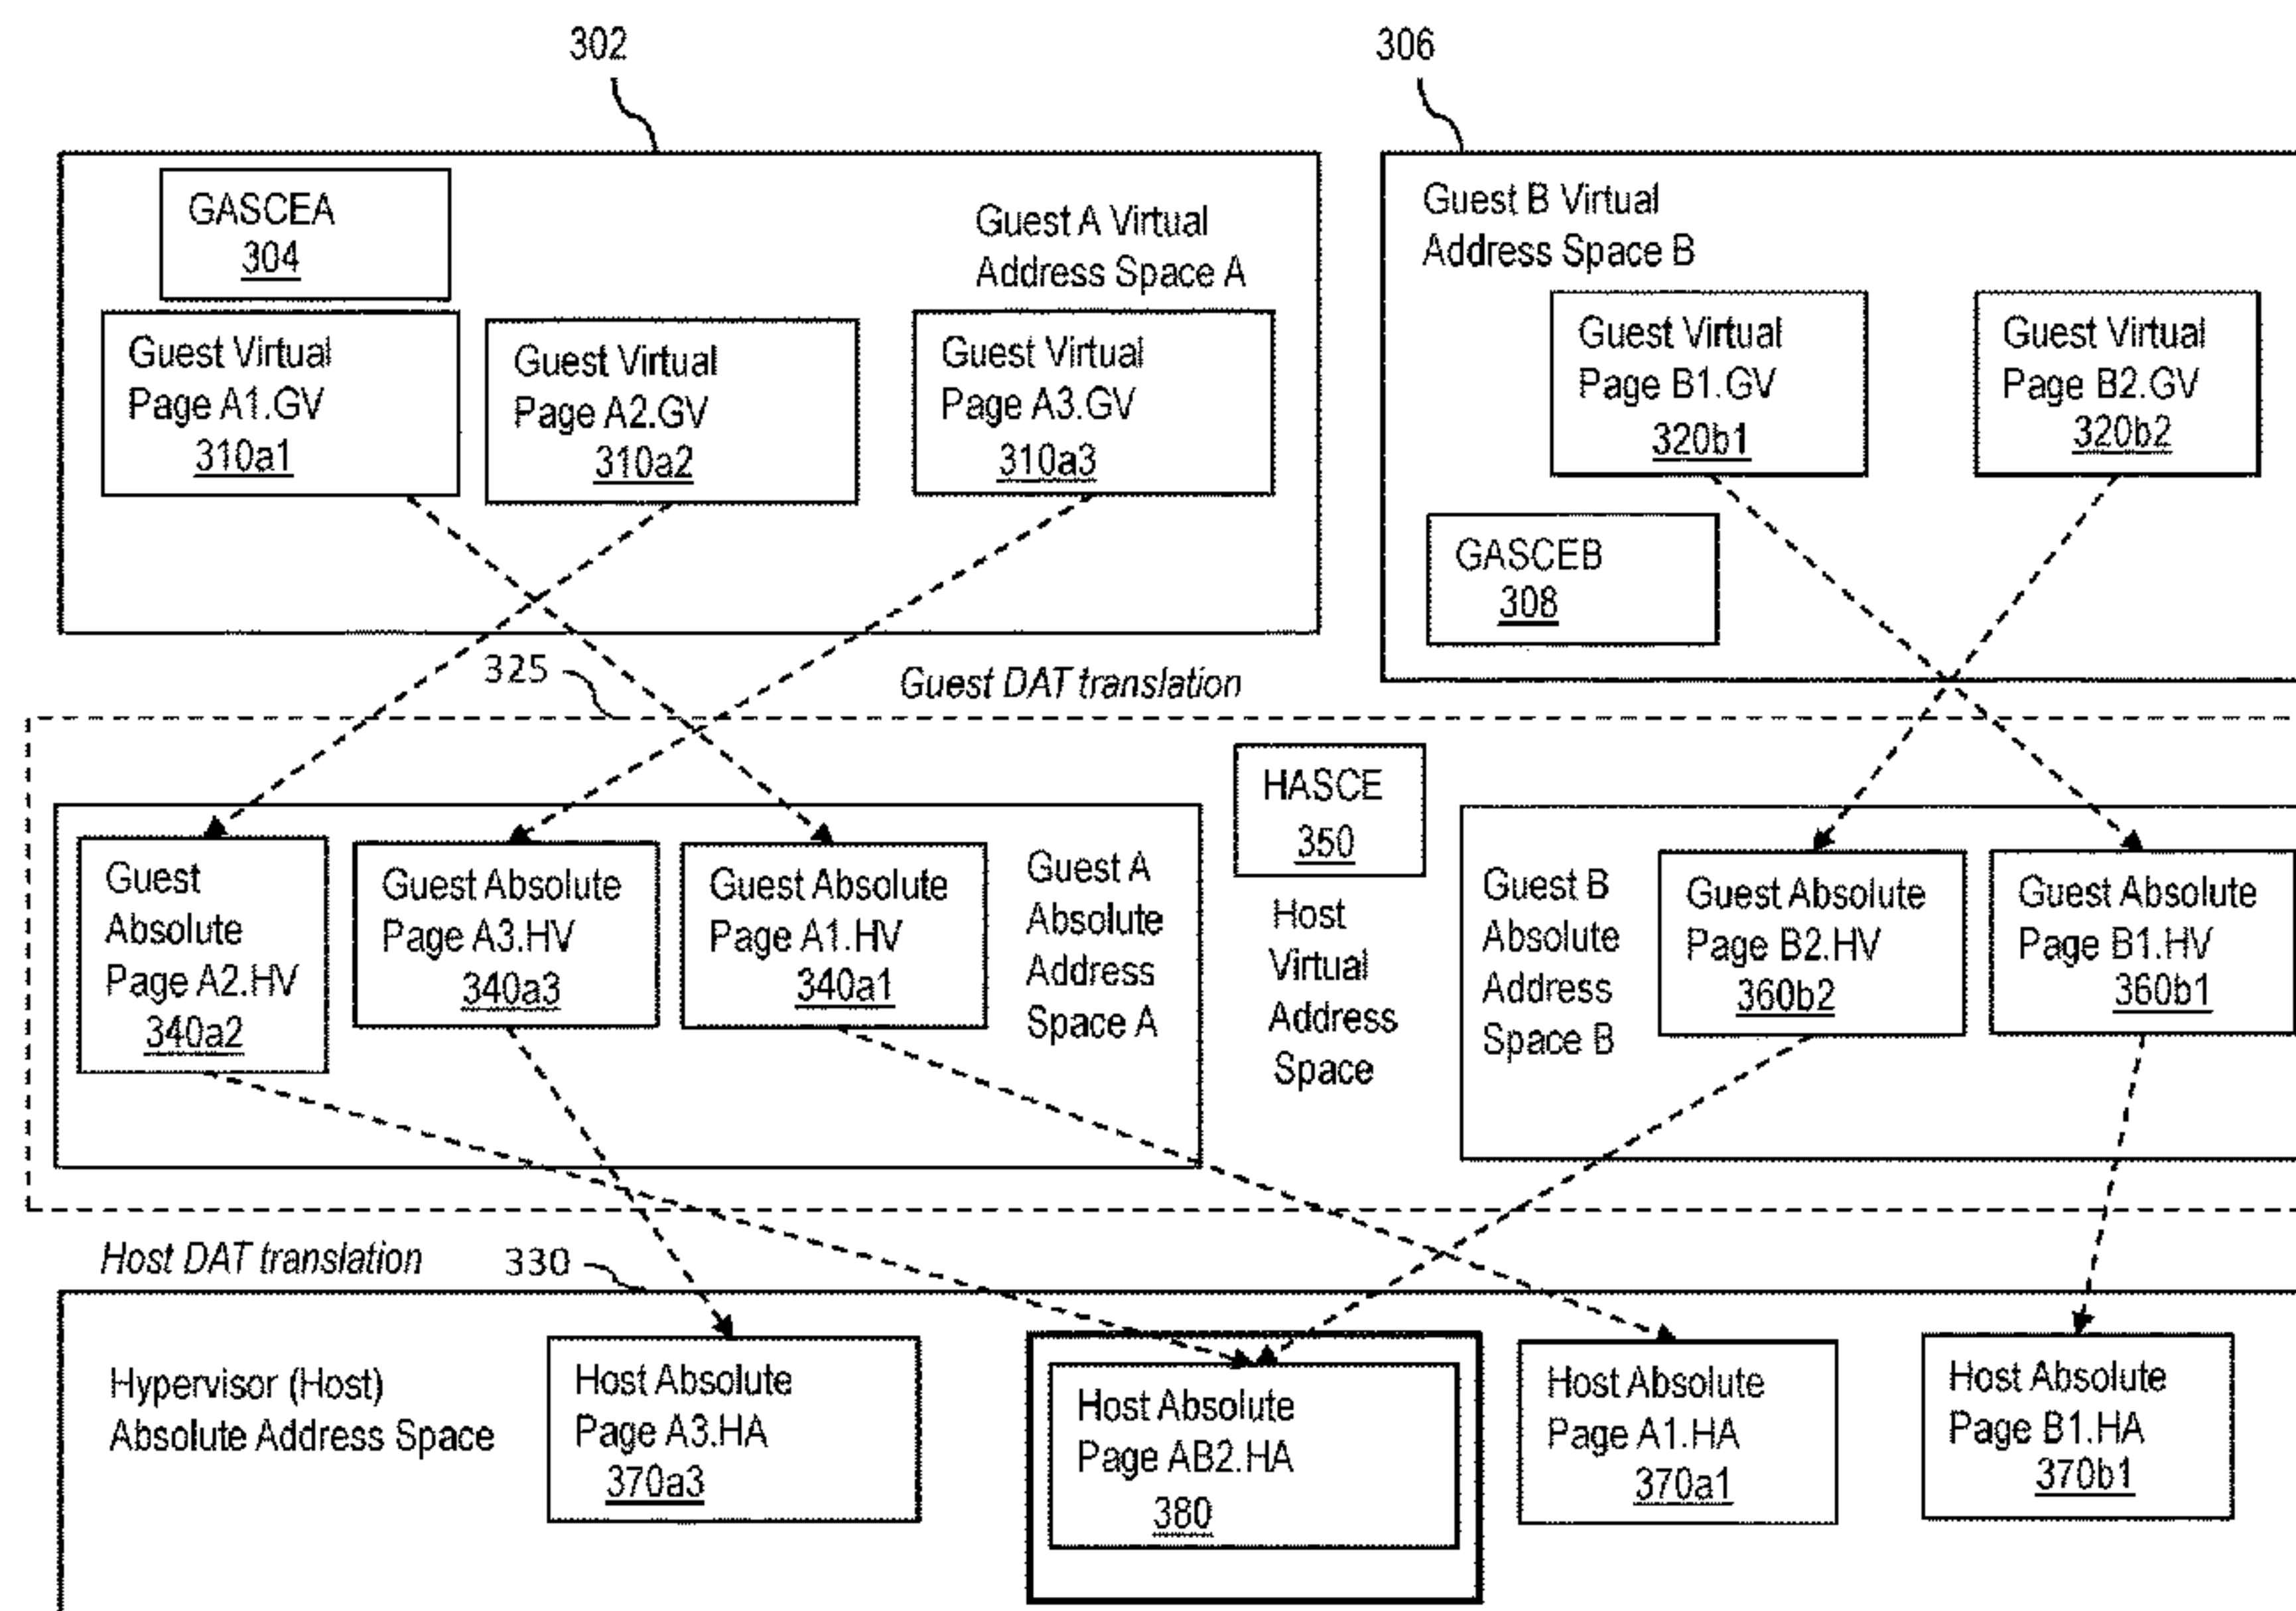 302
306
GASCEA
304
Guest A Virtual
Address Space A
Guest Virtual
Page A1.GV
310a1
Guest Virtual
Page A2.GV
310a2
Guest Virtual
Page A3.GV
310a3
Guest B Virtual
Address Space B
Guest Virtual
Page B1.GV
320b1
Guest Virtual
Page B2.GV
320b2
GASCEB
308
325
Guest DAT translation
Guest
Absolute
Page A2.HV
340a2
Guest Absolute
Page A3.HV
340a3
Guest Absolute
Page A1.HV
340a1
Guest A
Absolute
Address
Space A
HASCE
350
Host
Virtual
Address
Space
Guest B
Absolute
Address
Space B
Guest Absolute
Page B2.HV
360b2
Guest Absolute
Page B1.HV
360b1
Host DAT translation
330
Hypervisor (Host)
Absolute Address Space
Host Absolute
Page A3.HA
370a3
Host Absolute
Page AB2.HA
380
Host Absolute
Page A1.HA
370a1
Host Absolute
Page B1.HA
370b1